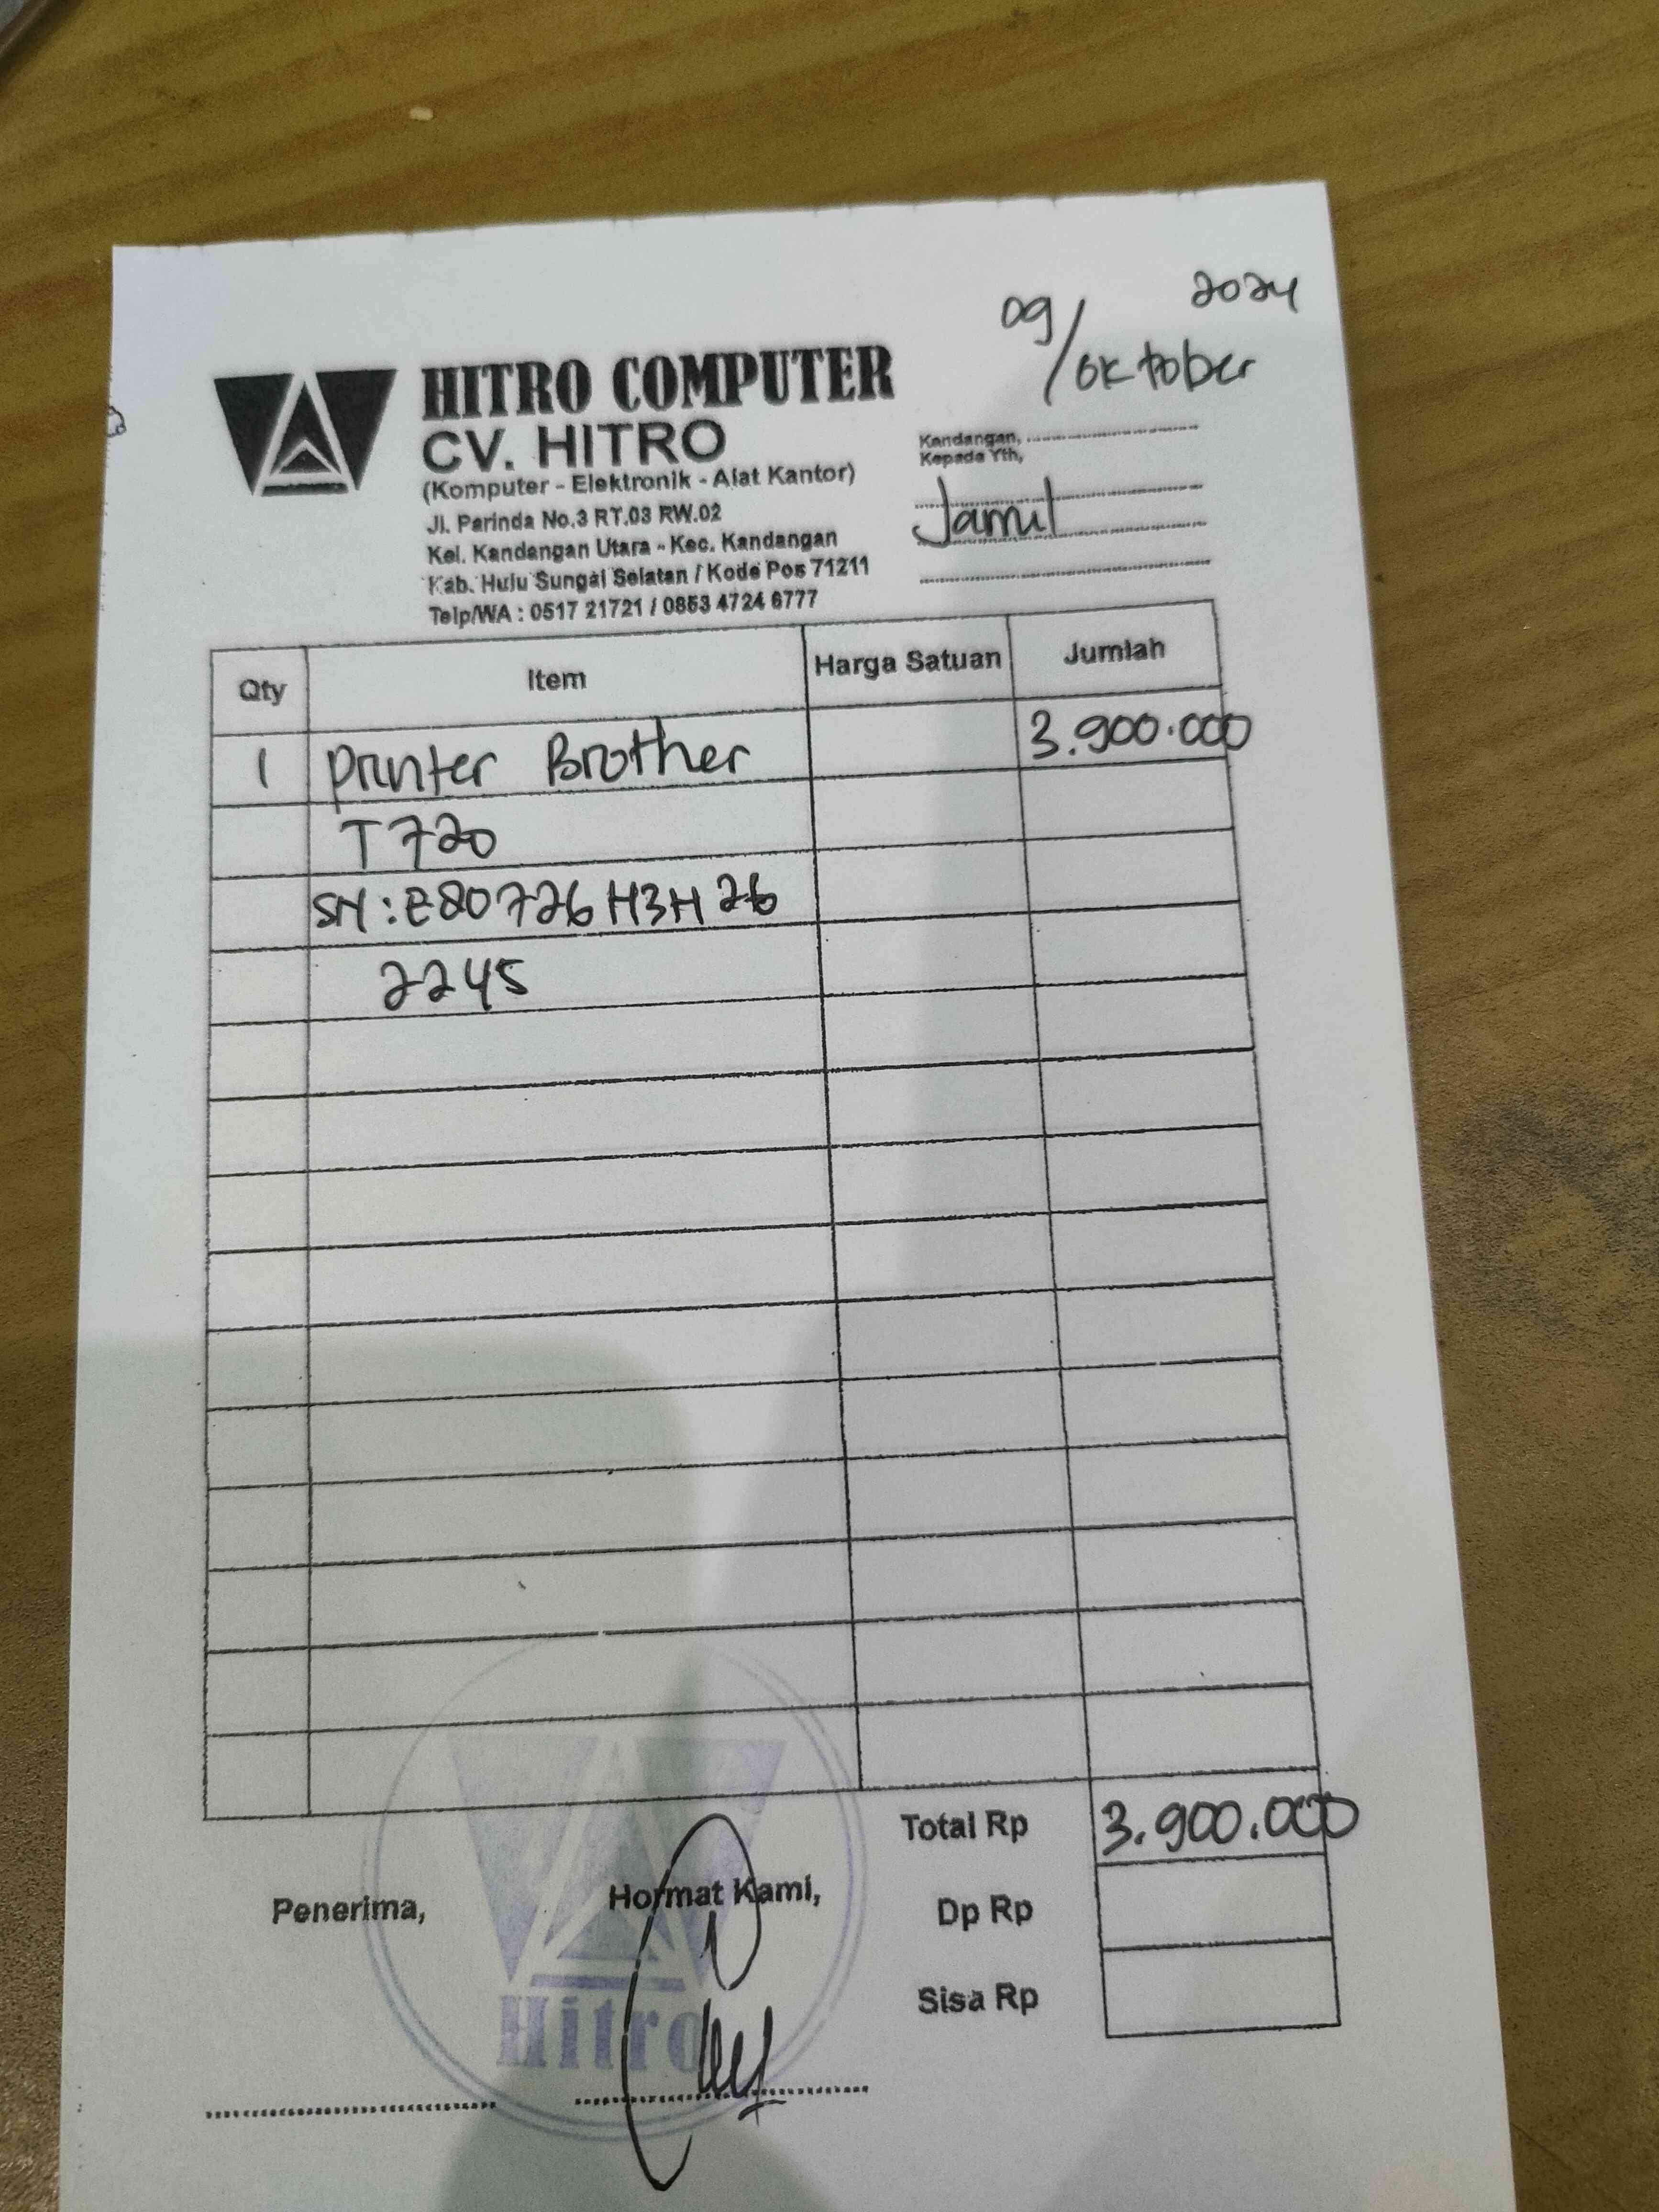 09/ 2024
Oktober
HITRO COMPUTER
CV. HITRO
(Komputer - Elektronik - Alat Kantor)
Jl. Parinda No.3 RT.03 RW.02
Kel. Kandangan Utara - Kec. Kandangan
Kab. Hulu Sungai Selatan / Kode Pos 71211
Telp/WA : 0517 21721 / 0853 4724 6777
Kandangan,
Kepada Yth,
Jamil
Qty Item Harga Satuan Jumlah
1 Printer Brother 3.900.000
T720
SN : E80726H3H26
2245
Total Rp 3.900.000
Penerima, Hormat Kami, Dp Rp
Sisa Rp
Hitro